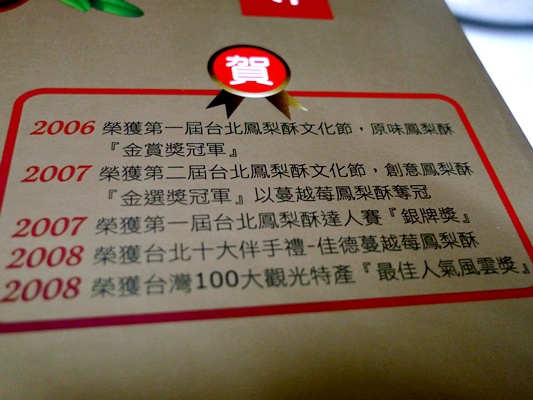 賀
2006 榮獲第一屆台北鳳梨酥文化節，原味鳳梨酥
『金賞獎冠軍』
2007 榮獲第二屆台北鳳梨酥文化節，創意鳳梨酥
『金選獎冠軍』以蔓越莓鳳梨酥奪冠
2007 榮獲第一屆台北鳳梨酥達人賽『銀牌獎』
2008 榮獲台北十大伴手禮-佳德蔓越莓鳳梨酥
2008 榮獲台灣100大觀光特產『最佳人氣風雲獎』